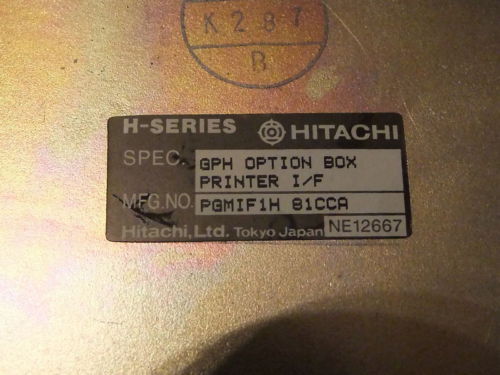 K287
B
H-SERIES HITACHI
SPEC. GPH OPTION BOX
PRINTER I/F
MFG.NO. PGMIF1H 81CCA
Hitachi, Ltd. Tokyo Japan NE12667